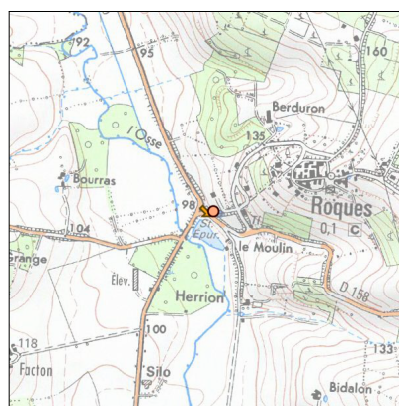 92
95
160
Berduron
l'Osse
135
Bourras
Roques
98
St.
Épur.
0,1 C
104
le Moulin
Grange
Élév.
D 158
Herrion
100
133
118
Facton
Silo
Bidalon